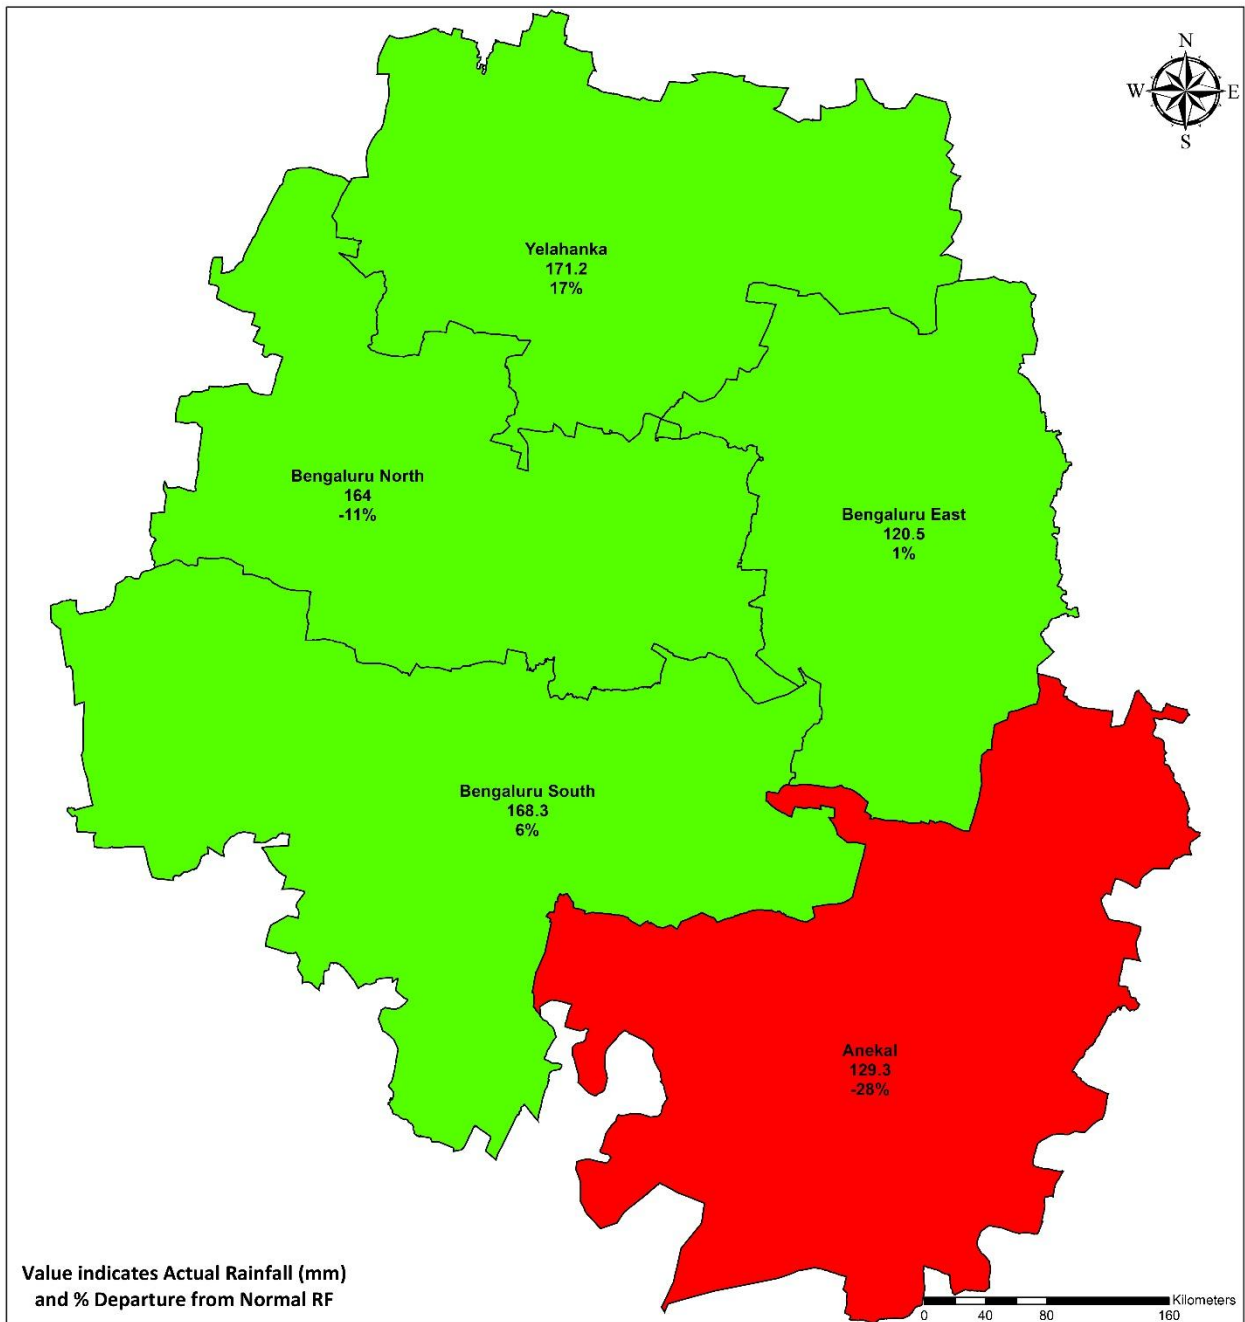 N
W E
S
Yelahanka
171.2
17%
Bengaluru North
164
-11%
Bengaluru East
120.5
1%
Bengaluru South
168.3
6%
Anekal
129.3
-28%
Value indicates Actual Rainfall (mm)
and % Departure from Normal RF
Kilometers
0 40 80 160